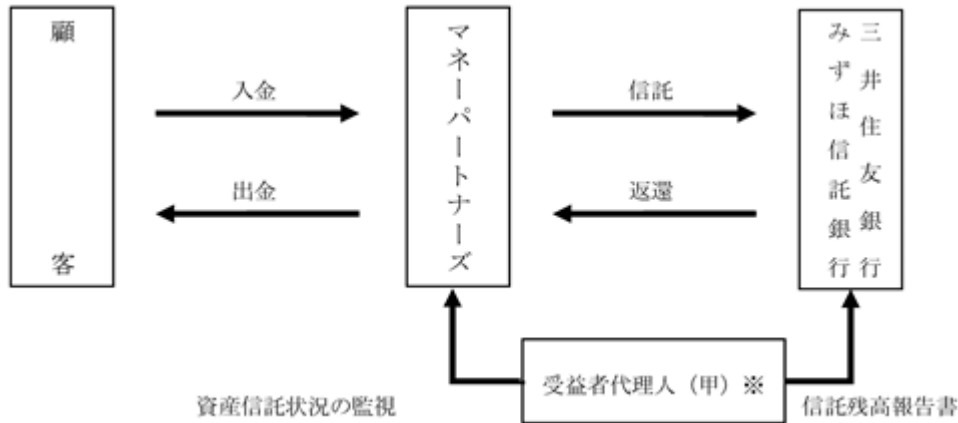 顧客
入金
出金
マネーパートナーズ
信託
返還
三井住友銀行
みずほ信託銀行
受益者代理人（甲）※
資産信託状況の監視
信託残高報告書